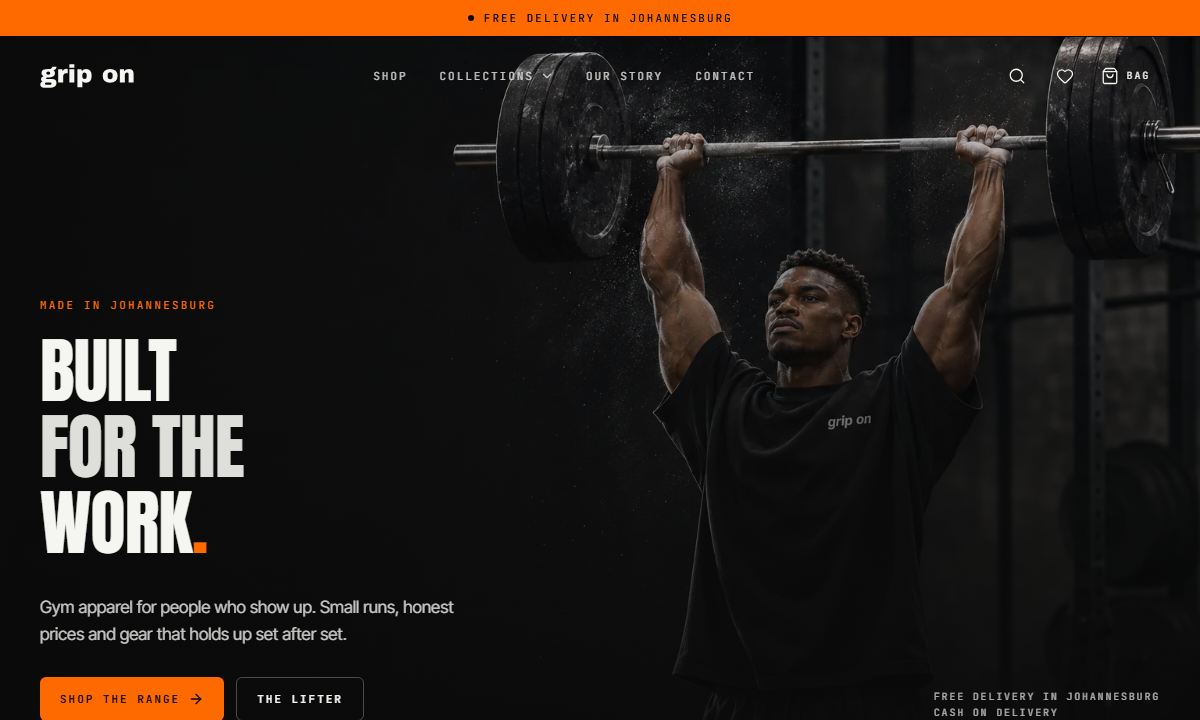 FREE DELIVERY IN JOHANNESBURG
grip on
SHOP COLLECTIONS OUR STORY CONTACT BAG
MADE IN JOHANNESBURG
BUILT
FOR THE
WORK.
grip on
Gym apparel for people who show up. Small runs, honest
prices and gear that holds up set after set.
SHOP THE RANGE THE LIFTER
FREE DELIVERY IN JOHANNESBURG
CASH ON DELIVERY